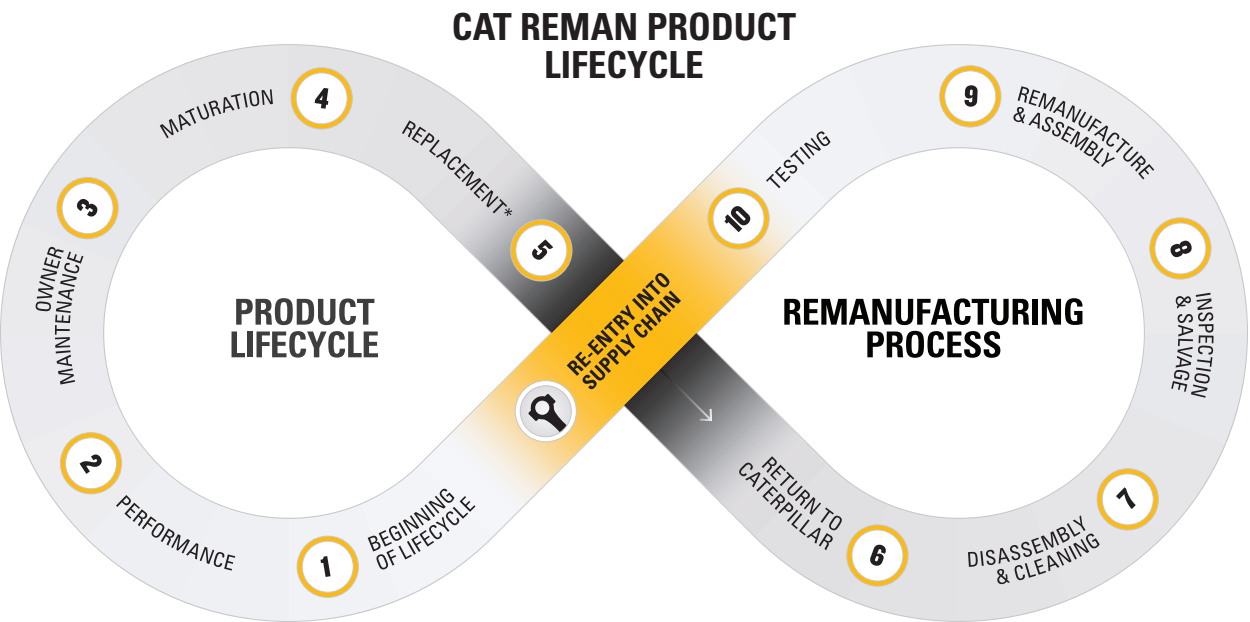 CAT REMAN PRODUCT
LIFECYCLE
PRODUCT
LIFECYCLE
1
BEGINNING
OF LIFECYCLE
2
PERFORMANCE
3
OWNER
MAINTENANCE
4
MATURATION
5
REPLACEMENT*
REMANUFACTURING
PROCESS
6
RETURN TO
CATERPILLAR
7
DISASSEMBLY
& CLEANING
8
INSPECTION
& SALVAGE
9
REMANUFACTURE
& ASSEMBLY
10
TESTING
RE-ENTRY INTO
SUPPLY CHAIN